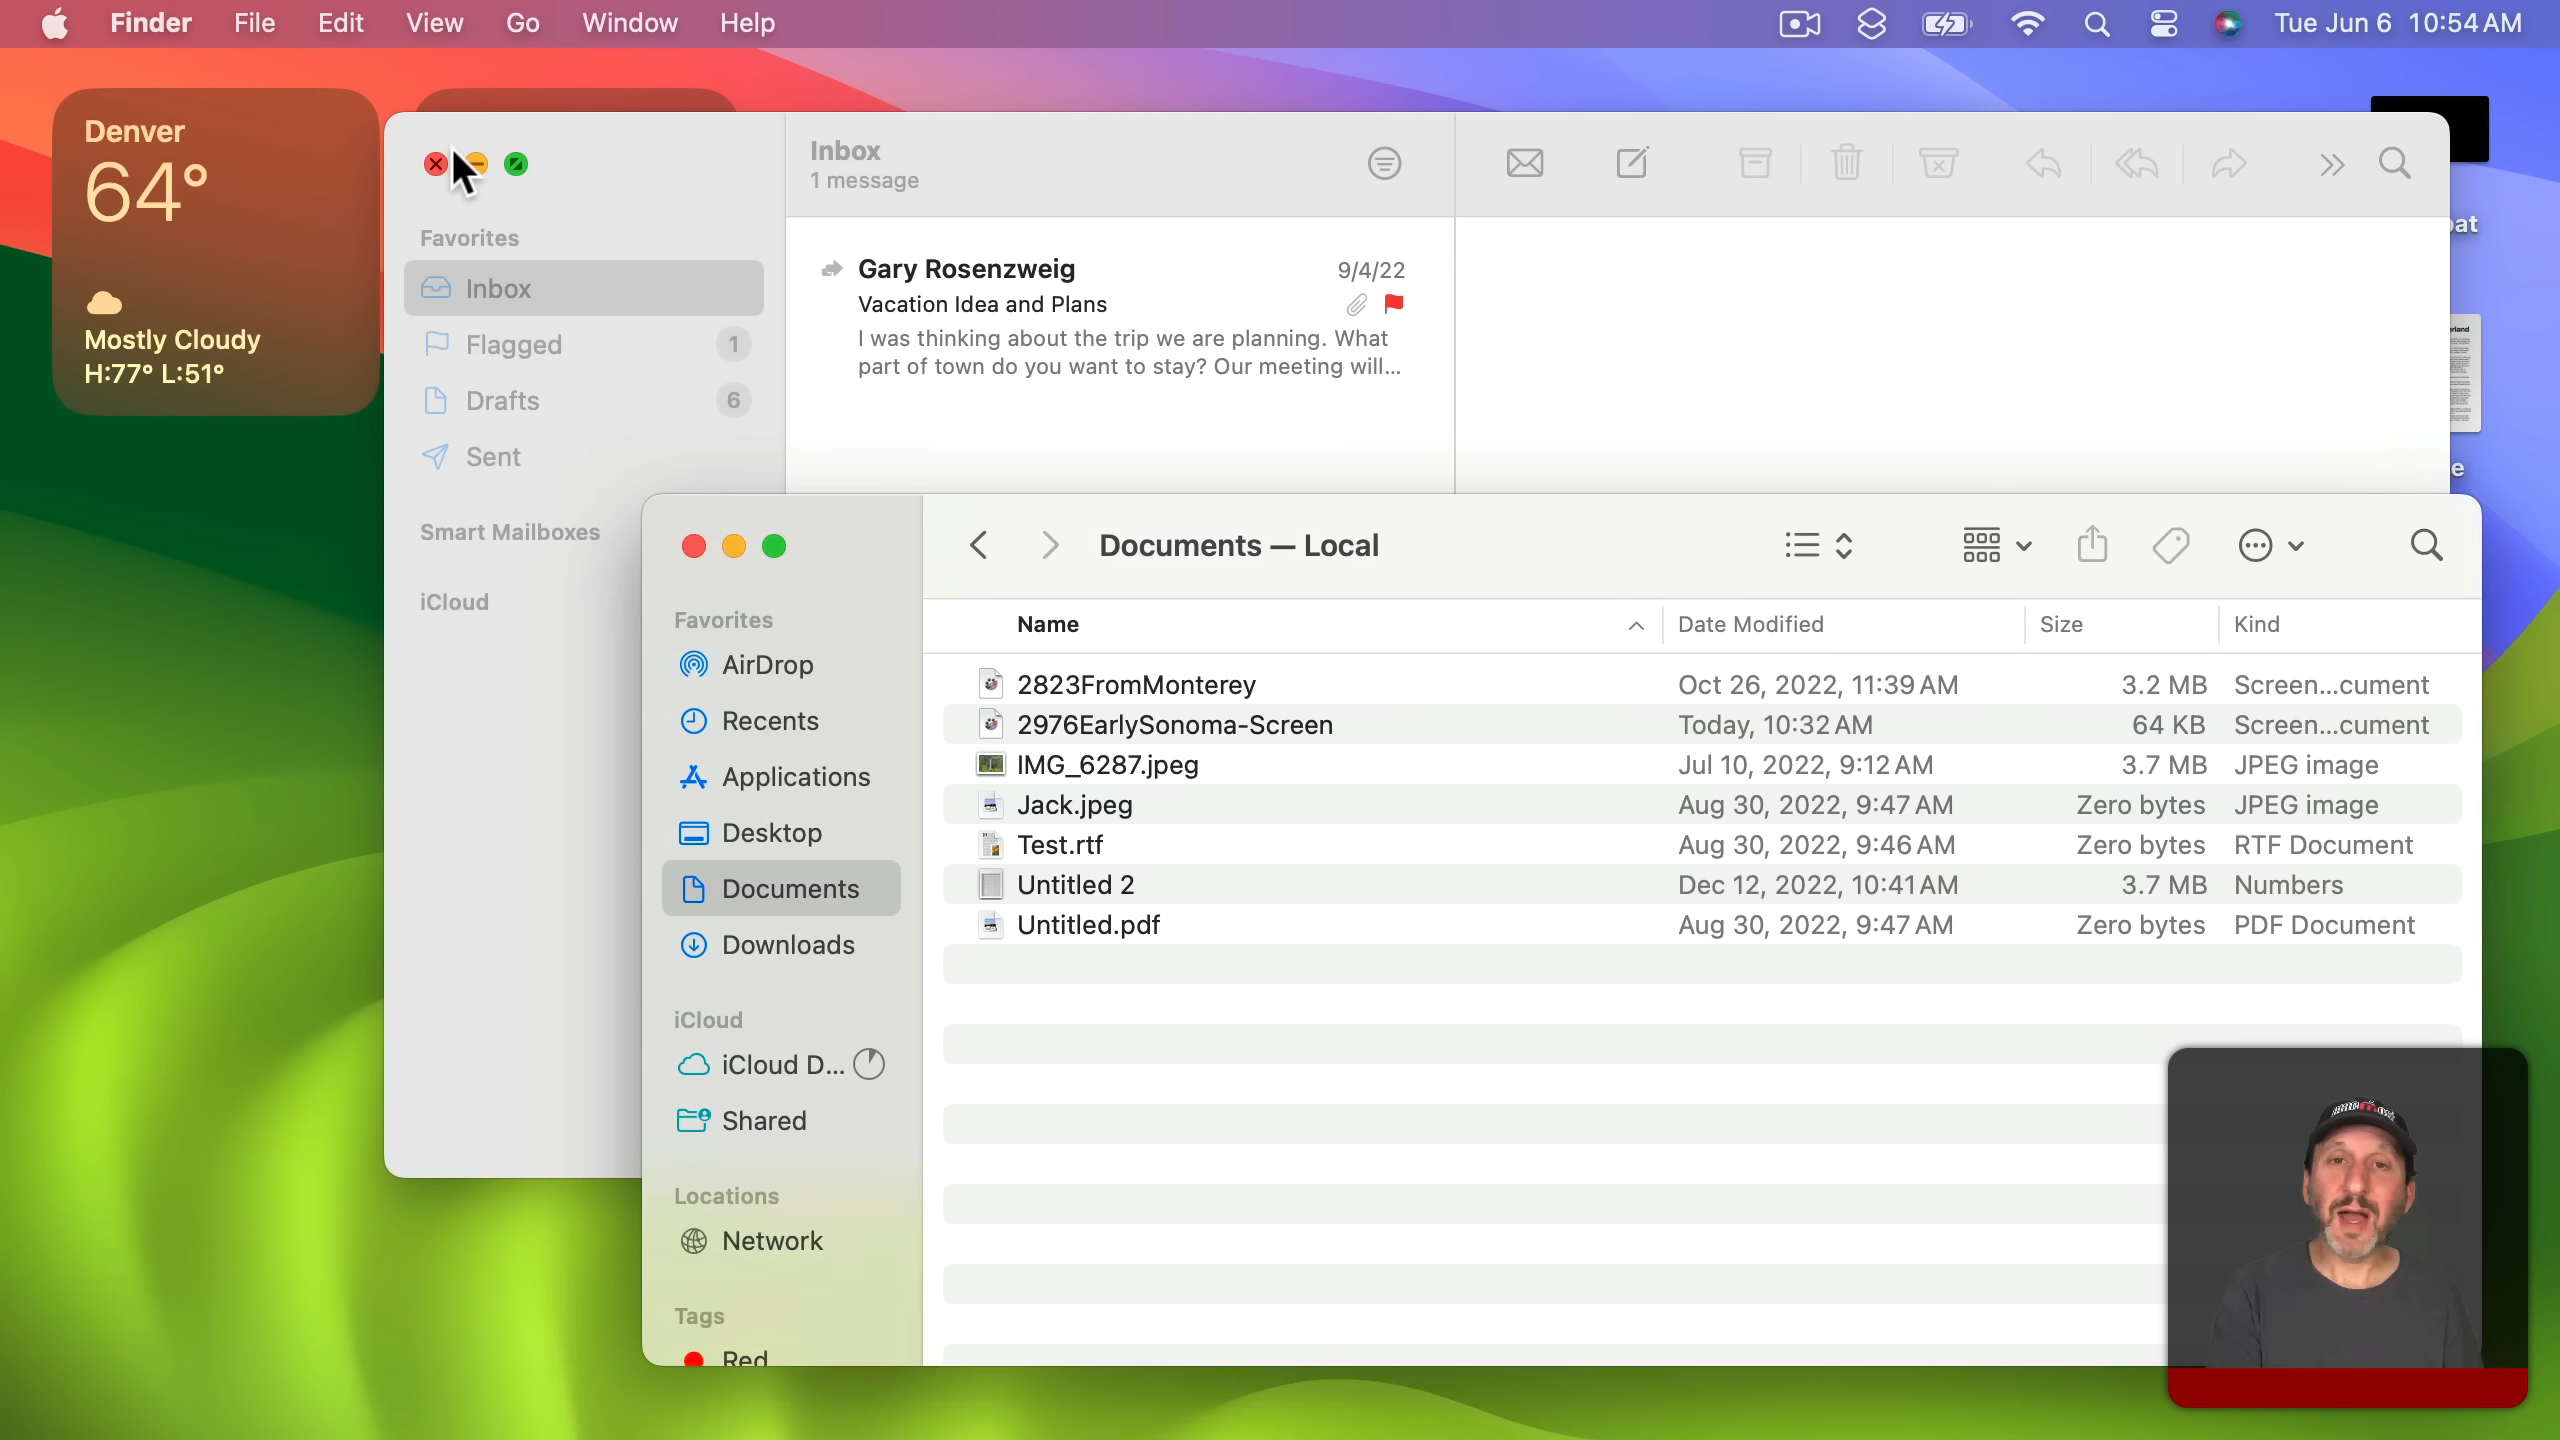 Finder File Edit View Go Window Help
Tue Jun 6 10:54 AM
Denver
64°
Mostly Cloudy
H:77° L:51°
Inbox
1 message
Favorites
Inbox
Flagged 1
Drafts 6
Sent
Smart Mailboxes
iCloud
Gary Rosenzweig 9/4/22
Vacation Idea and Plans
I was thinking about the trip we are planning. What
part of town do you want to stay? Our meeting will...
Documents — Local
Favorites
AirDrop
Recents
Applications
Desktop
Documents
Downloads
iCloud
iCloud D...
Shared
Locations
Network
Tags
Red
Name Date Modified Size Kind
2823FromMonterey Oct 26, 2022, 11:39 AM 3.2 MB Screen...cument
2976EarlySonoma-Screen Today, 10:32 AM 64 KB Screen...cument
IMG_6287.jpeg Jul 10, 2022, 9:12 AM 3.7 MB JPEG image
Jack.jpeg Aug 30, 2022, 9:47 AM Zero bytes JPEG image
Test.rtf Aug 30, 2022, 9:46 AM Zero bytes RTF Document
Untitled 2 Dec 12, 2022, 10:41 AM 3.7 MB Numbers
Untitled.pdf Aug 30, 2022, 9:47 AM Zero bytes PDF Document